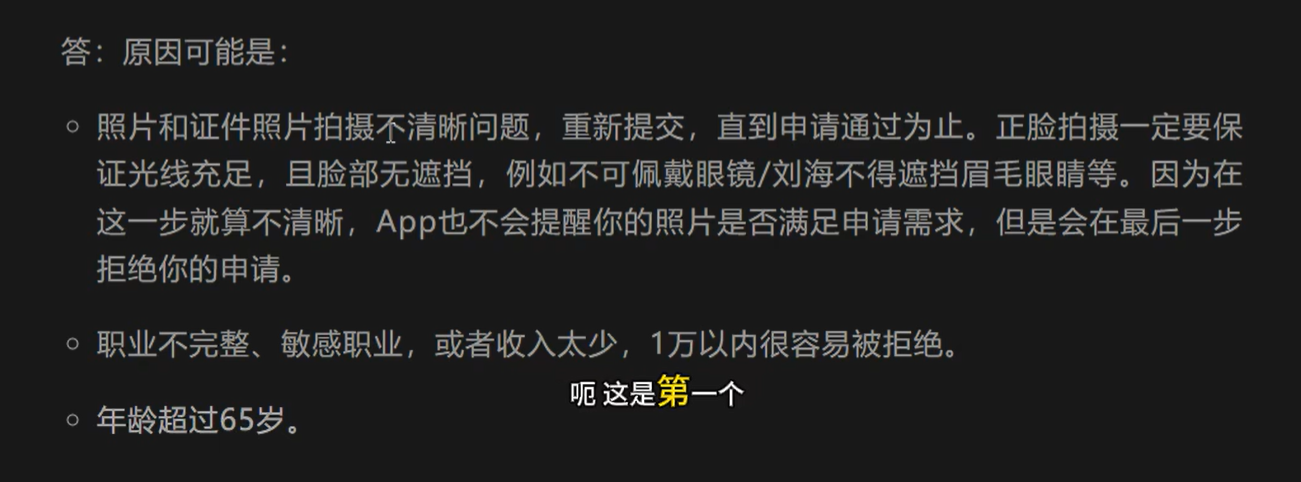 答：原因可能是：
照片和证件照片拍摄不清晰问题，重新提交，直到申请通过为止。正脸拍摄一定要保
证光线充足，且脸部无遮挡，例如不可佩戴眼镜/刘海不得遮挡眉毛眼睛等。因为在
这一步就算不清晰，App也不会提醒你的照片是否满足申请需求，但是会在最后一步
拒绝你的申请。
职业不完整、敏感职业，或者收入太少，1万以内很容易被拒绝。
呃 这是第一个
年龄超过65岁。